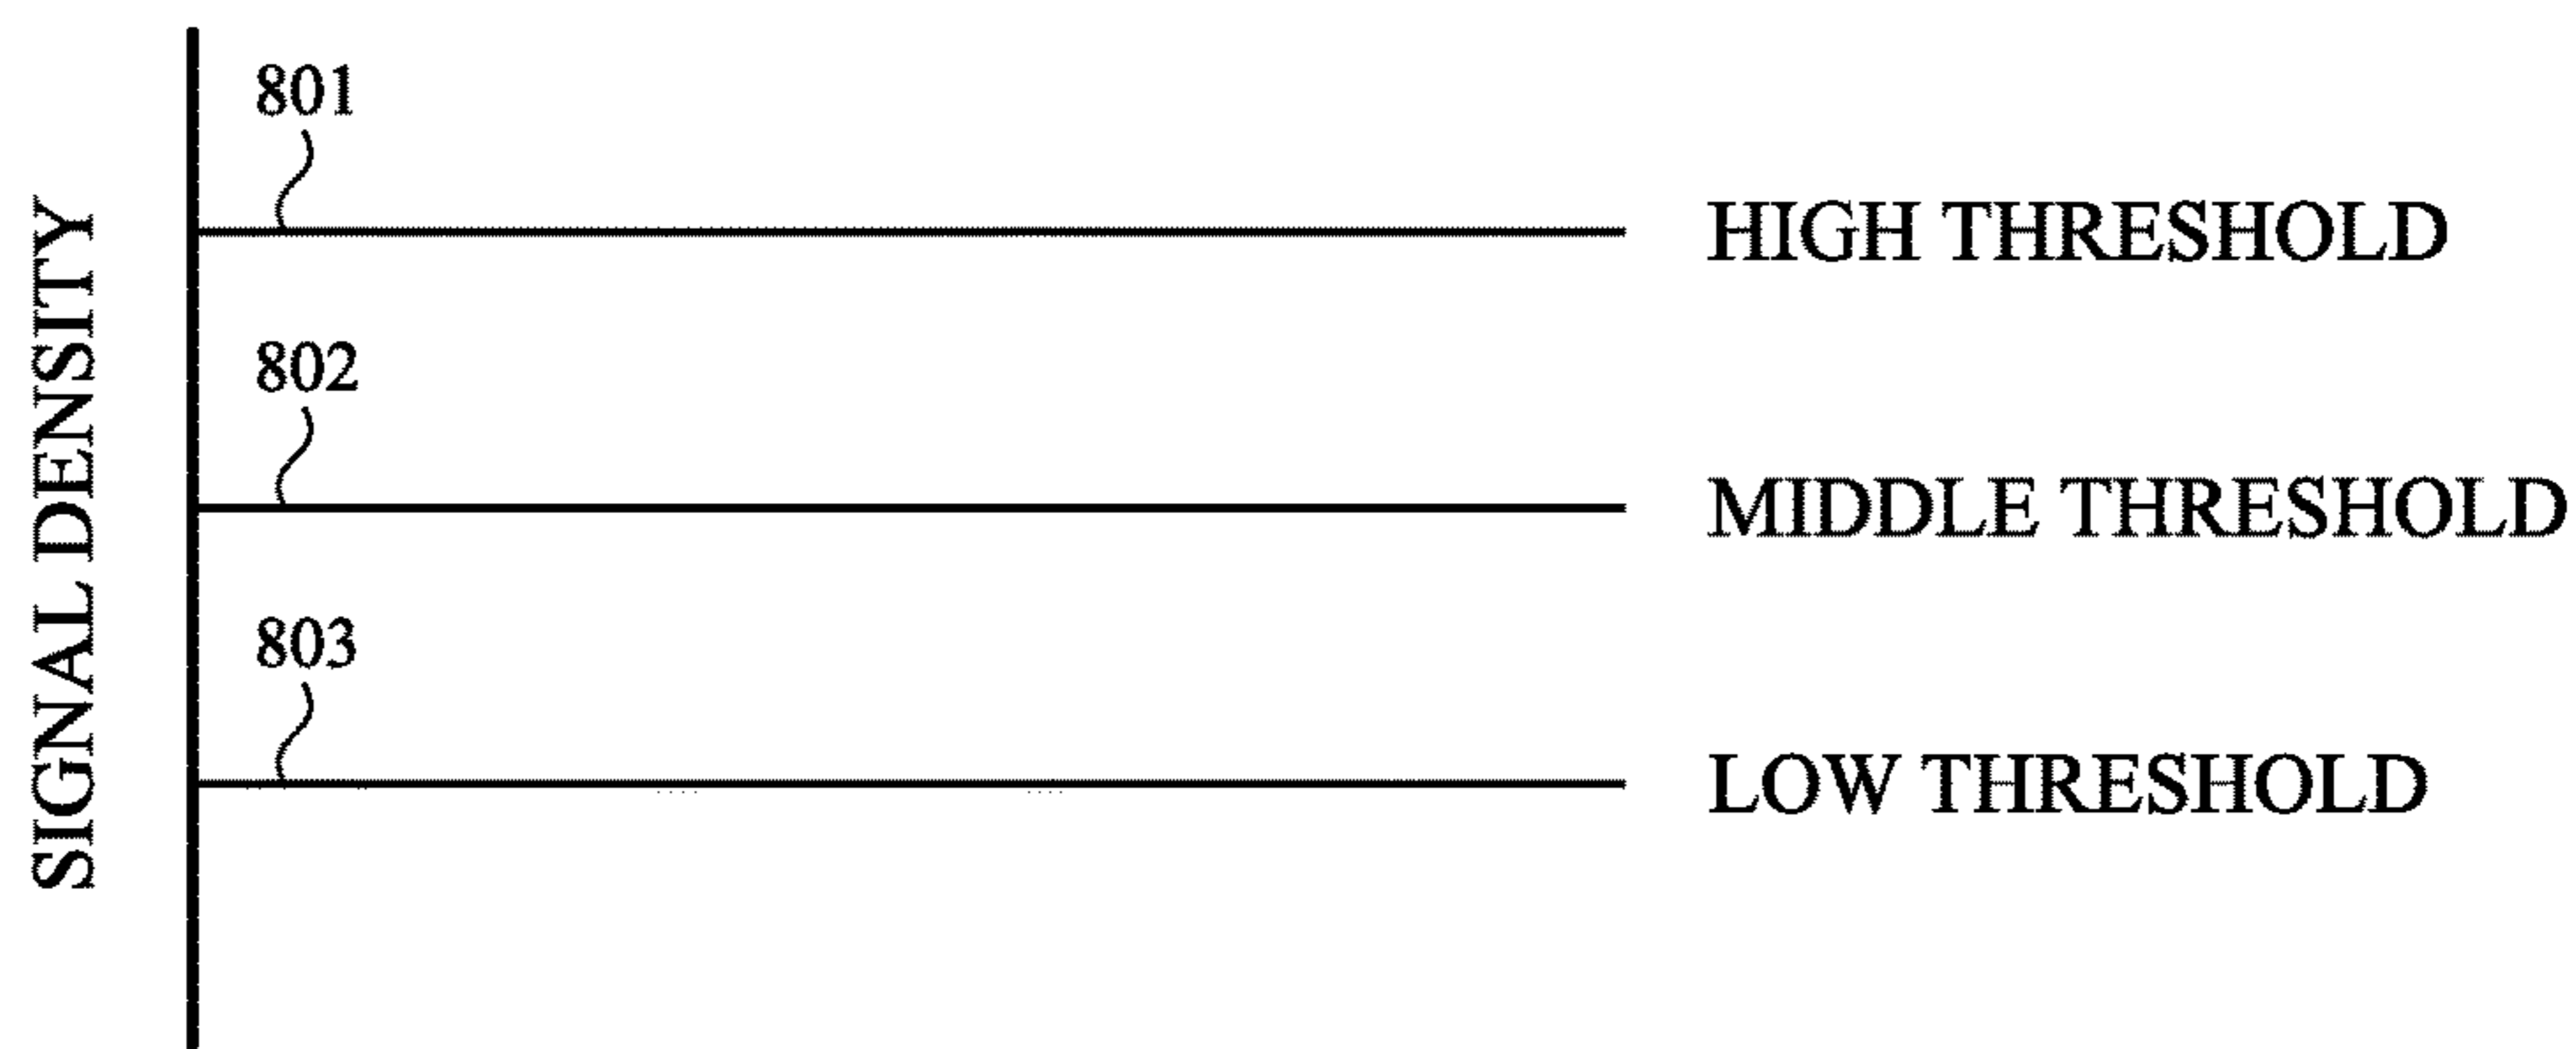 SIGNAL DENSITY
801
HIGH THRESHOLD
802
MIDDLE THRESHOLD
803
LOW THRESHOLD